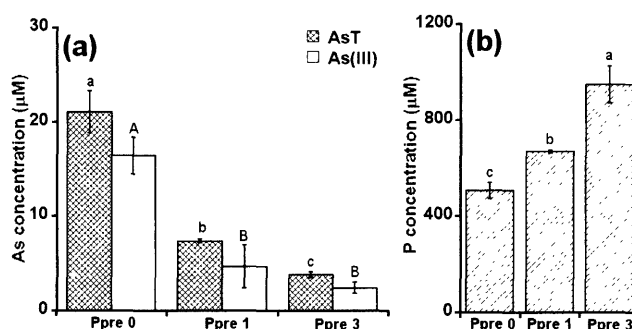 (a)
As concentration (µM)
30
20
10
0
AsT
As(III)
a
A
b
B
c
B
Ppre 0
Ppre 1
Ppre 3
(b)
P concentration (µM)
1200
800
400
0
c
b
a
Ppre 0
Ppre 1
Ppre 3